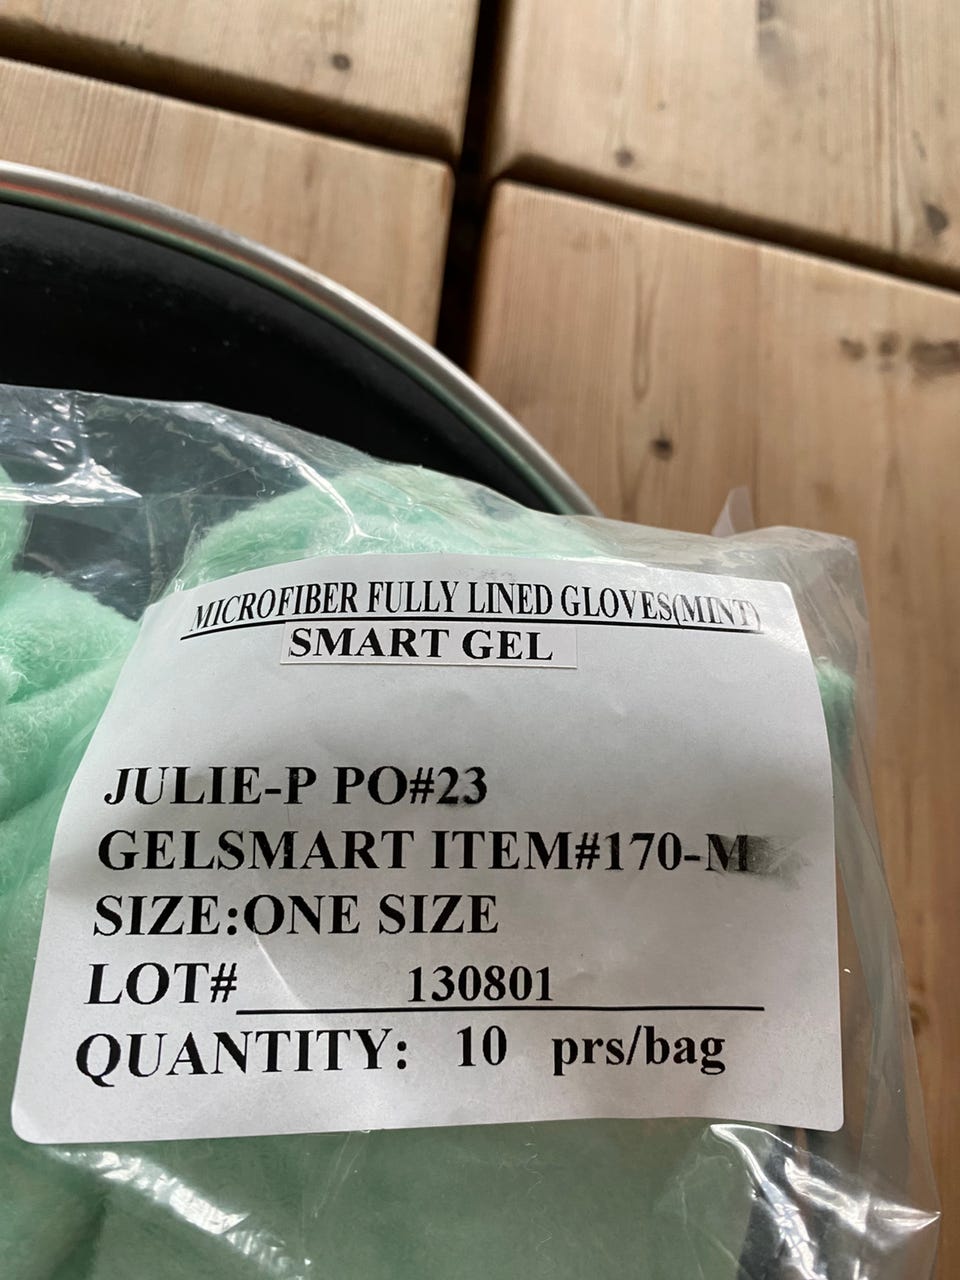 MICROFIBER FULLY LINED GLOVES(MINT)
SMART GEL
JULIE-P PO#23
GELSMART ITEM#170-M
SIZE:ONE SIZE
LOT# 130801
QUANTITY: 10 prs/bag